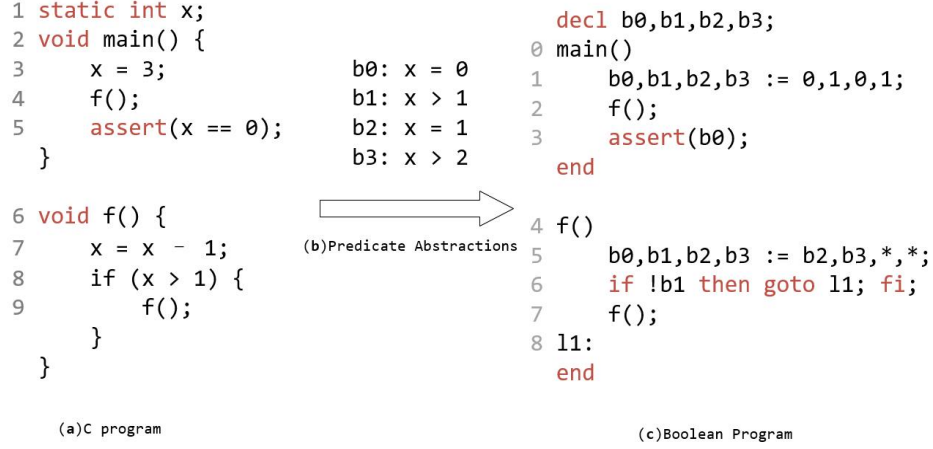 1 static int x;
2 void main() {
3 x = 3;
4 f();
5 assert(x == 0);
}
6 void f() {
7 x = x - 1;
8 if (x > 1) {
9 f();
}
}
(a)C program
b0: x = 0
b1: x > 1
b2: x = 1
b3: x > 2
(b)Predicate Abstractions
decl b0,b1,b2,b3;
0 main()
1 b0,b1,b2,b3 := 0,1,0,1;
2 f();
3 assert(b0);
end
4 f()
5 b0,b1,b2,b3 := b2,b3,*,*;
6 if !b1 then goto l1; fi;
7 f();
8 l1:
end
(c)Boolean Program